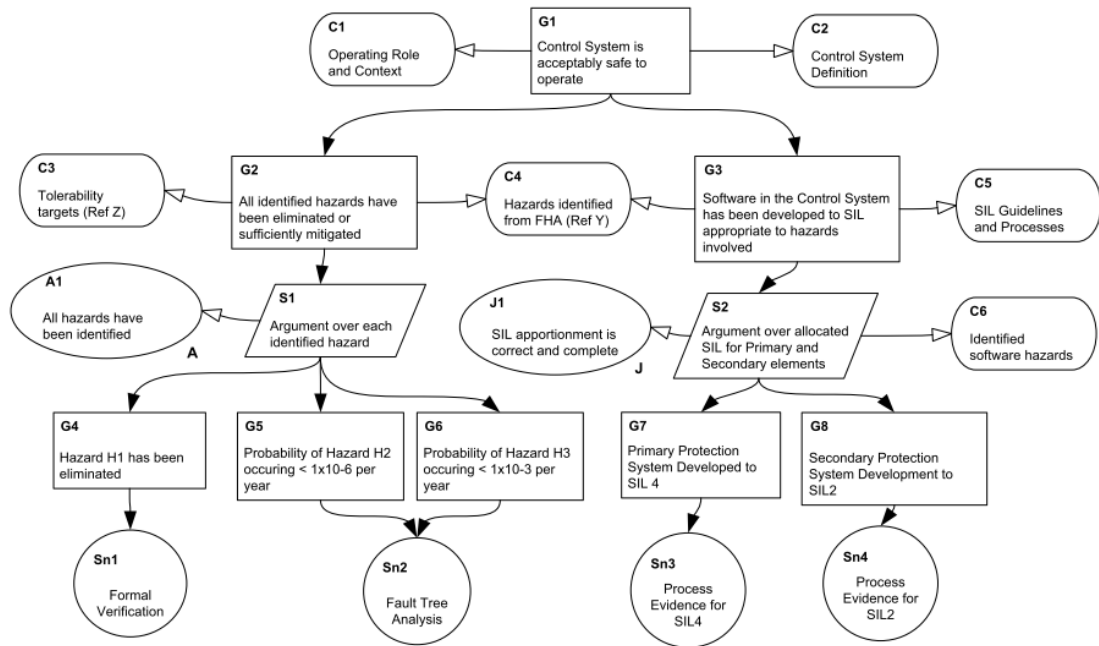 C1
Operating Role
and Context
G1
Control System is
acceptably safe to
operate
C2
Control System
Definition
C3
Tolerability
targets (Ref Z)
G2
All identified hazards have
been eliminated or
sufficiently mitigated
C4
Hazards identified
from FHA (Ref Y)
G3
Software in the Control System
has been developed to SIL
appropriate to hazards
involved
C5
SIL Guidelines
and Processes
A1
All hazards have
been identified
A
S1
Argument over each
identified hazard
J1
SIL apportionment is
correct and complete
J
S2
Argument over allocated
SIL for Primary and
Secondary elements
C6
Identified
software hazards
G4
Hazard H1 has been
eliminated
G5
Probability of Hazard H2
occuring < 1x10-6 per
year
G6
Probability of Hazard H3
occuring < 1x10-3 per
year
G7
Primary Protection
System Developed to
SIL 4
G8
Secondary Protection
System Development to
SIL2
Sn1
Formal
Verification
Sn2
Fault Tree
Analysis
Sn3
Process
Evidence for
SIL4
Sn4
Process
Evidence for
SIL2